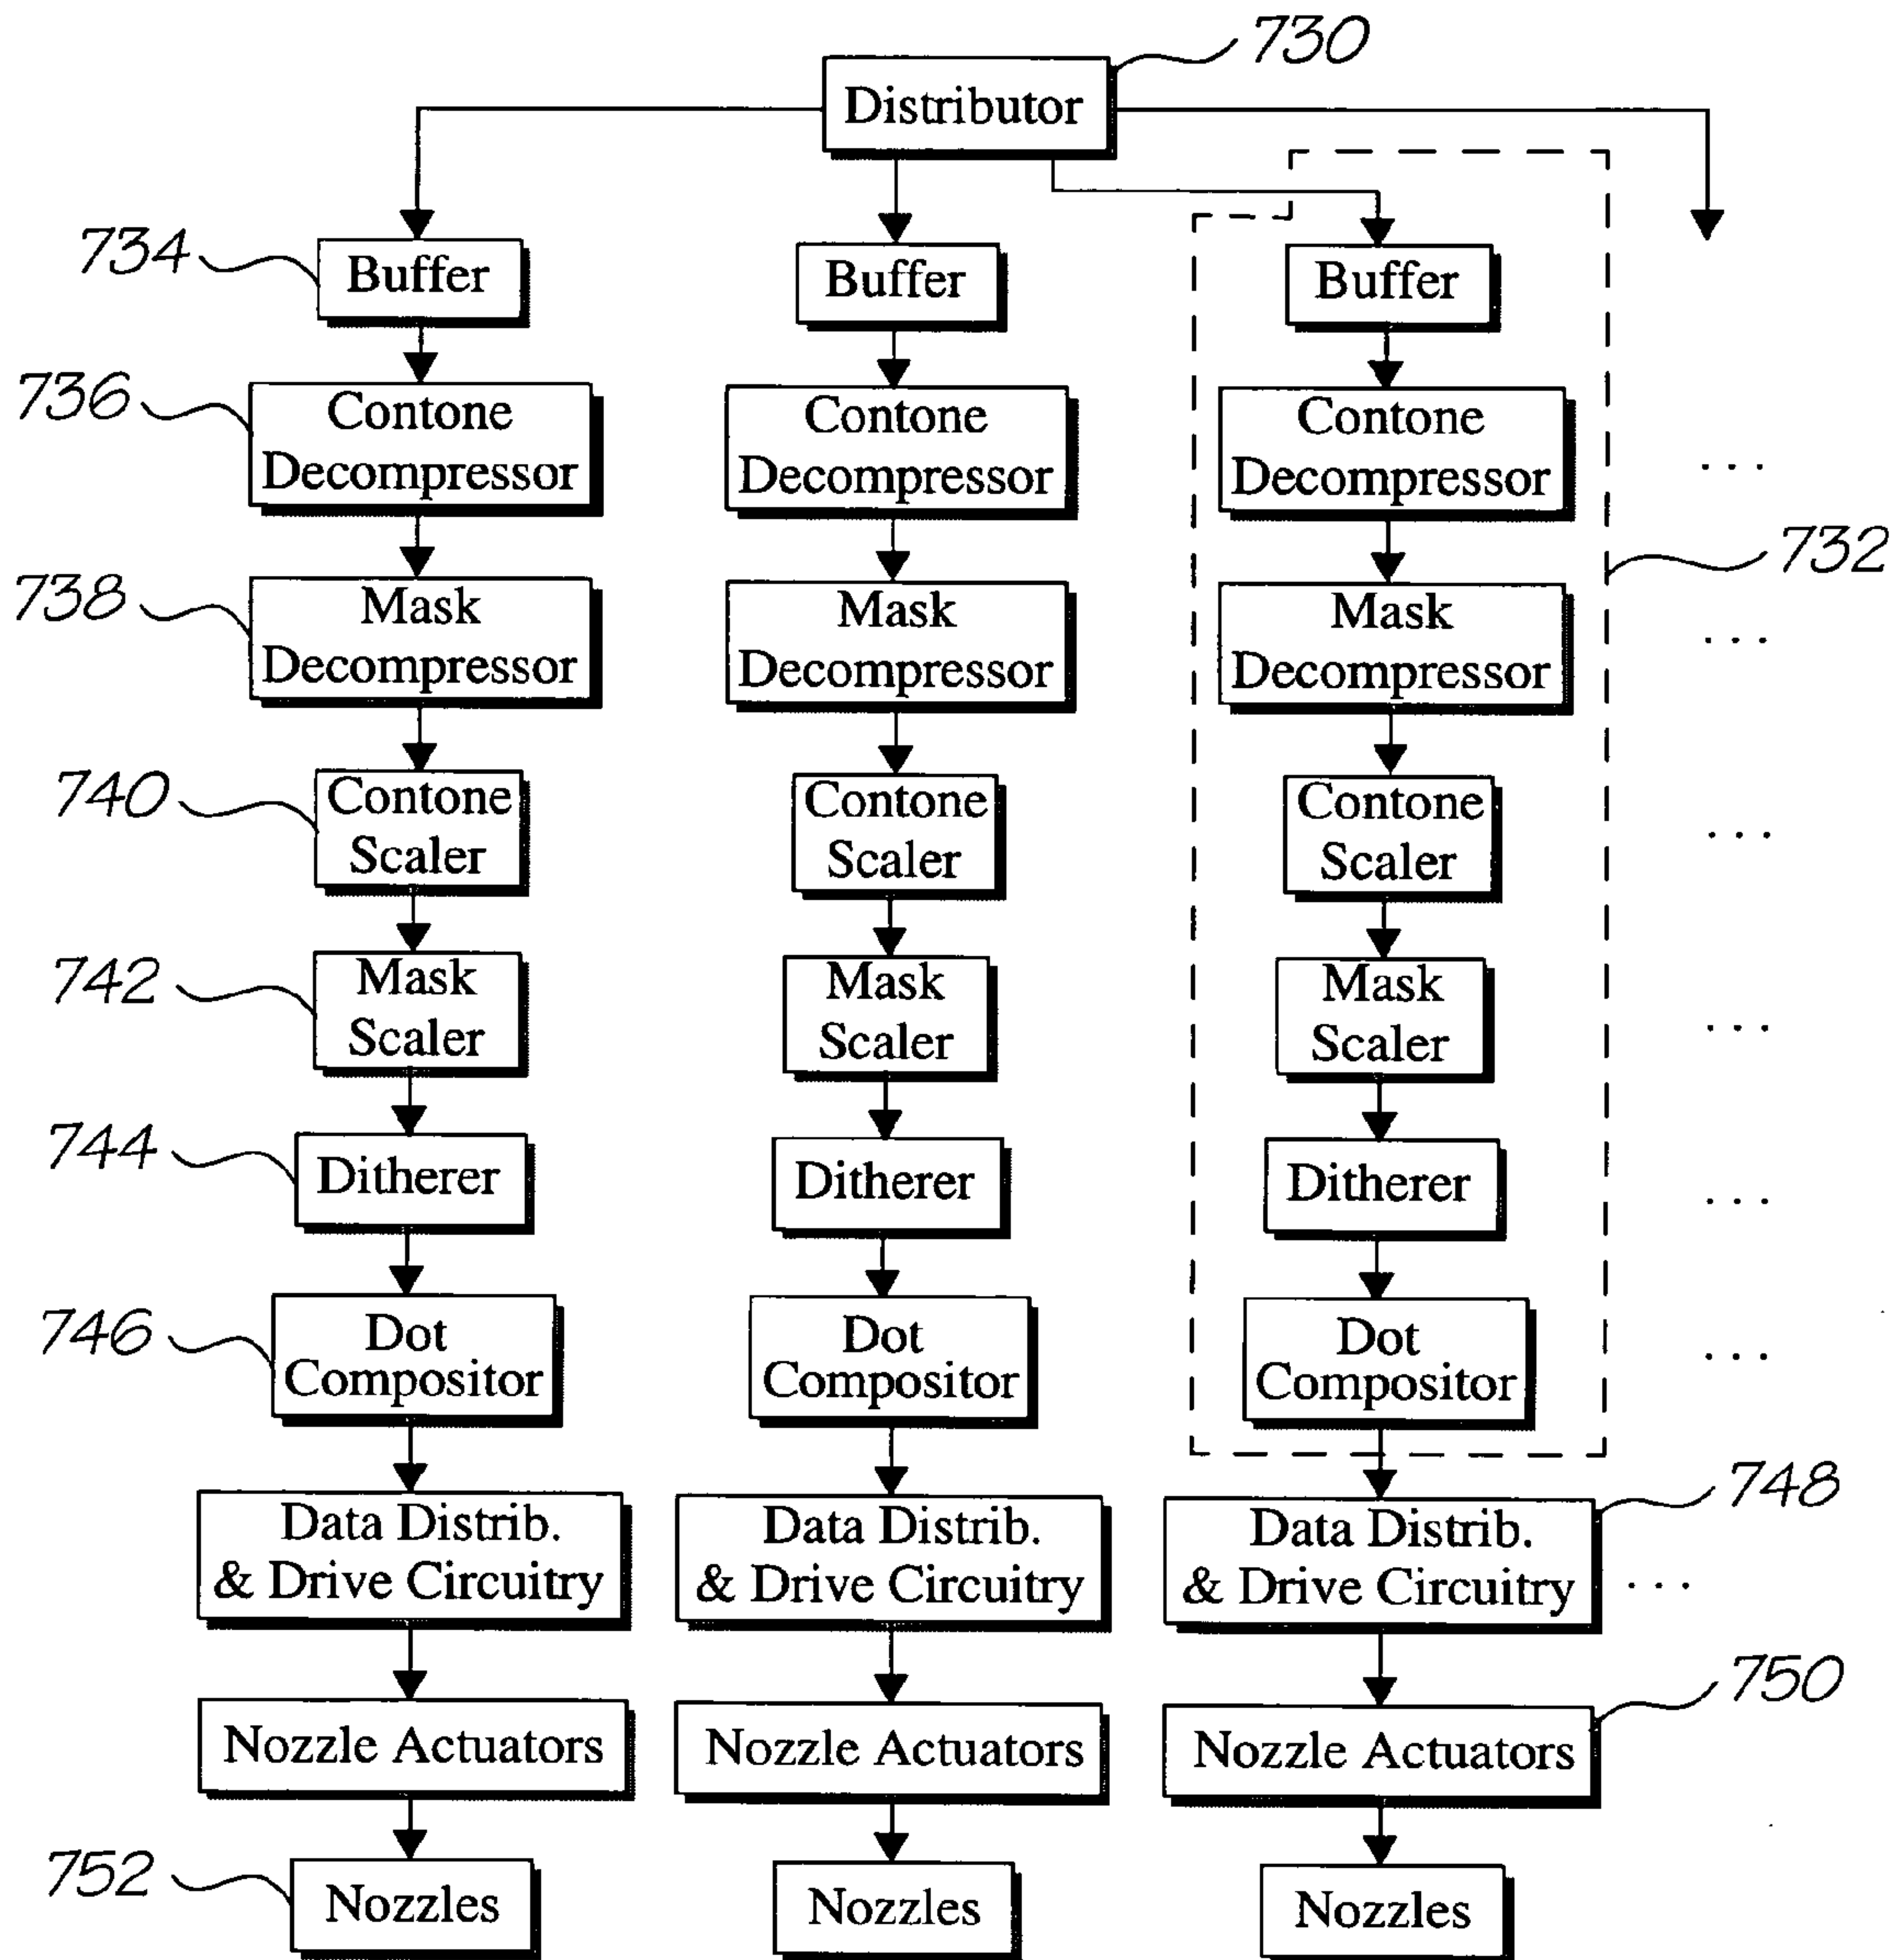 730
Distributor
734
Buffer
Buffer
Buffer
736
Contone
Decompressor
Contone
Decompressor
Contone
Decompressor
...
732
738
Mask
Decompressor
Mask
Decompressor
Mask
Decompressor
...
740
Contone
Scaler
Contone
Scaler
Contone
Scaler
...
742
Mask
Scaler
Mask
Scaler
Mask
Scaler
...
744
Ditherer
Ditherer
Ditherer
...
746
Dot
Compositor
Dot
Compositor
Dot
Compositor
...
Data Distrib.
& Drive Circuitry
Data Distrib.
& Drive Circuitry
Data Distrib.
& Drive Circuitry
748
...
Nozzle Actuators
Nozzle Actuators
Nozzle Actuators
750
752
Nozzles
Nozzles
Nozzles